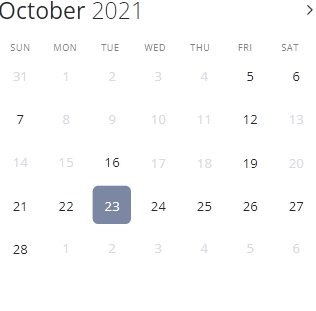 October 2021
SUN MON TUE WED THU FRI SAT
31 1 2 3 4 5 6
7 8 9 10 11 12 13
14 15 16 17 18 19 20
21 22 23 24 25 26 27
28 1 2 3 4 5 6